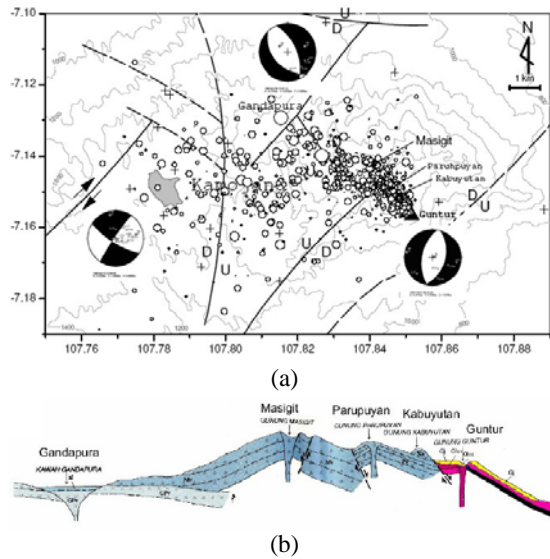 -7.10
-7.12
-7.14
-7.16
-7.18
U
D
N
1 km
Gandapura
Masigit
Parupuyan
Kabuyutan
Guntur
D
U
D
U
U
D
107.76
107.78
107.80
107.82
107.84
107.86
107.88
(a)
Masigit
GUNUNG MASIGIT
Parupuyan
GUNUNG PARUPUYAN
Kabuyutan
GUNUNG KABUYUTAN
Guntur
GUNUNG GUNTUR
Gandapura
KAWAH GANDAPURA
(b)